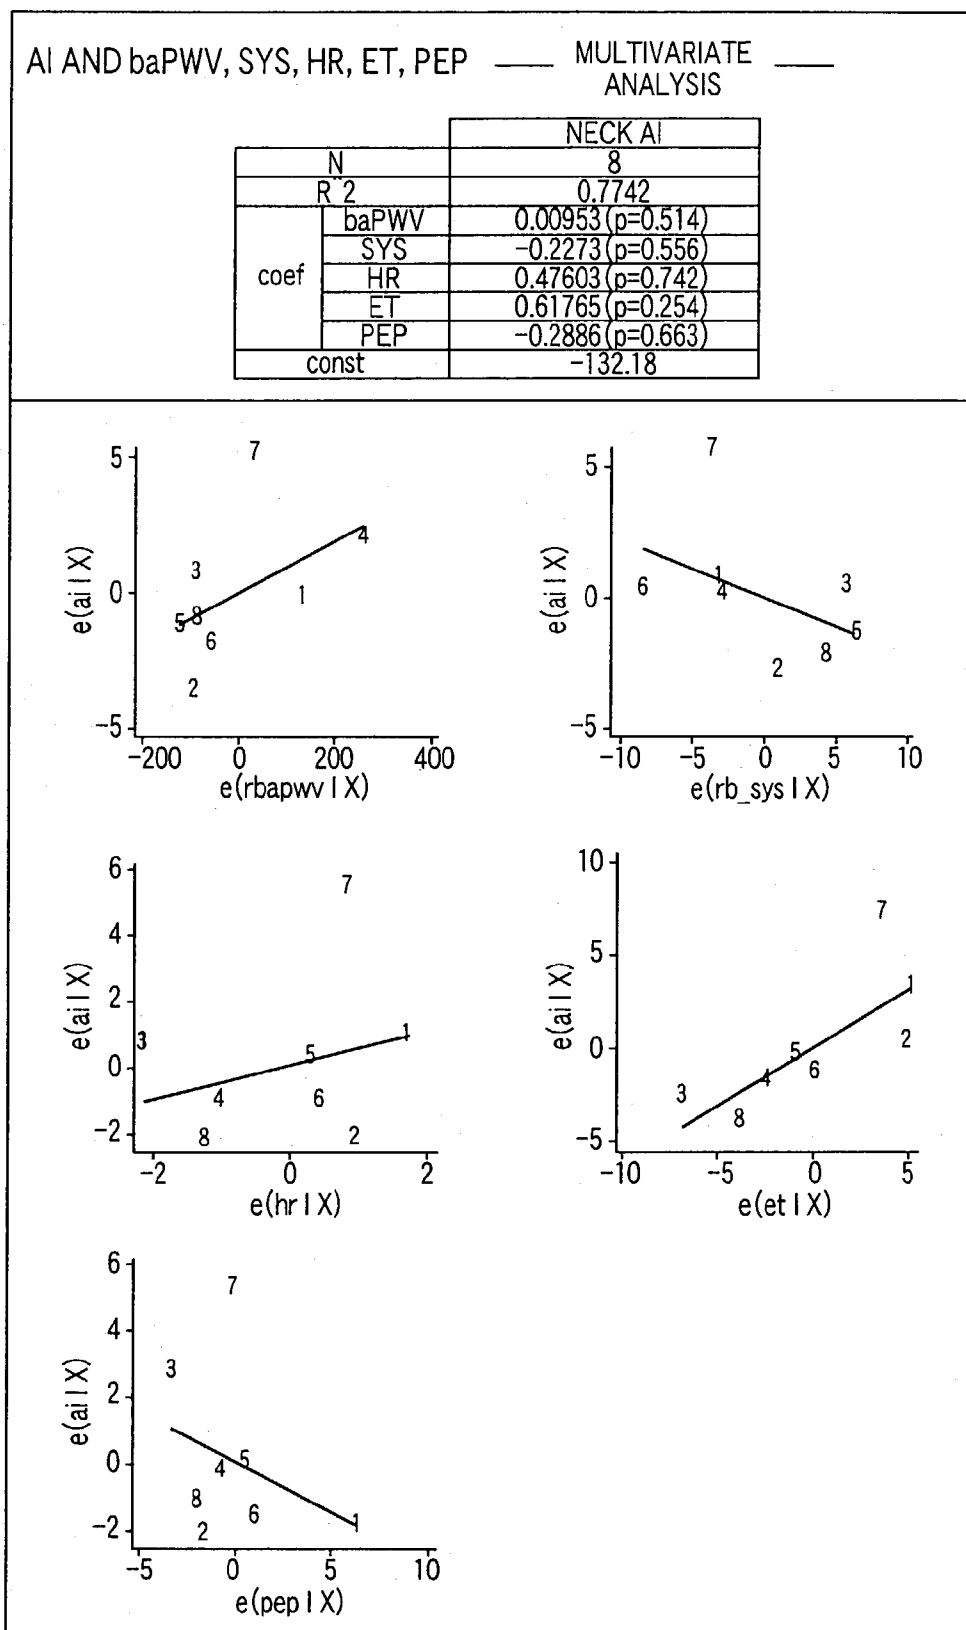 AI AND baPWV, SYS, HR, ET, PEP — MULTIVARIATE ANALYSIS —
NECK AI
N 8
R^2 0.7742
coef baPWV 0.00953(p=0.514)
SYS -0.2273(p=0.556)
HR 0.47603(p=0.742)
ET 0.61765(p=0.254)
PEP -0.2886(p=0.663)
const -132.18
e(ai | X)
5
0
-5
7
3
4
1
5
8
6
2
-200 0 200 400
e(rbapwv | X)
e(ai | X)
5
0
-5
7
6
1
4
3
5
8
2
-10 -5 0 5 10
e(rb_sys | X)
e(ai | X)
6
4
2
0
-2
7
3
1
5
4
6
8
2
-2 0 2
e(hr | X)
e(ai | X)
10
5
0
-5
7
1
2
5
6
4
3
8
-10 -5 0 5
e(et | X)
e(ai | X)
6
4
2
0
-2
7
3
5
4
8
6
2
1
-5 0 5 10
e(pep | X)